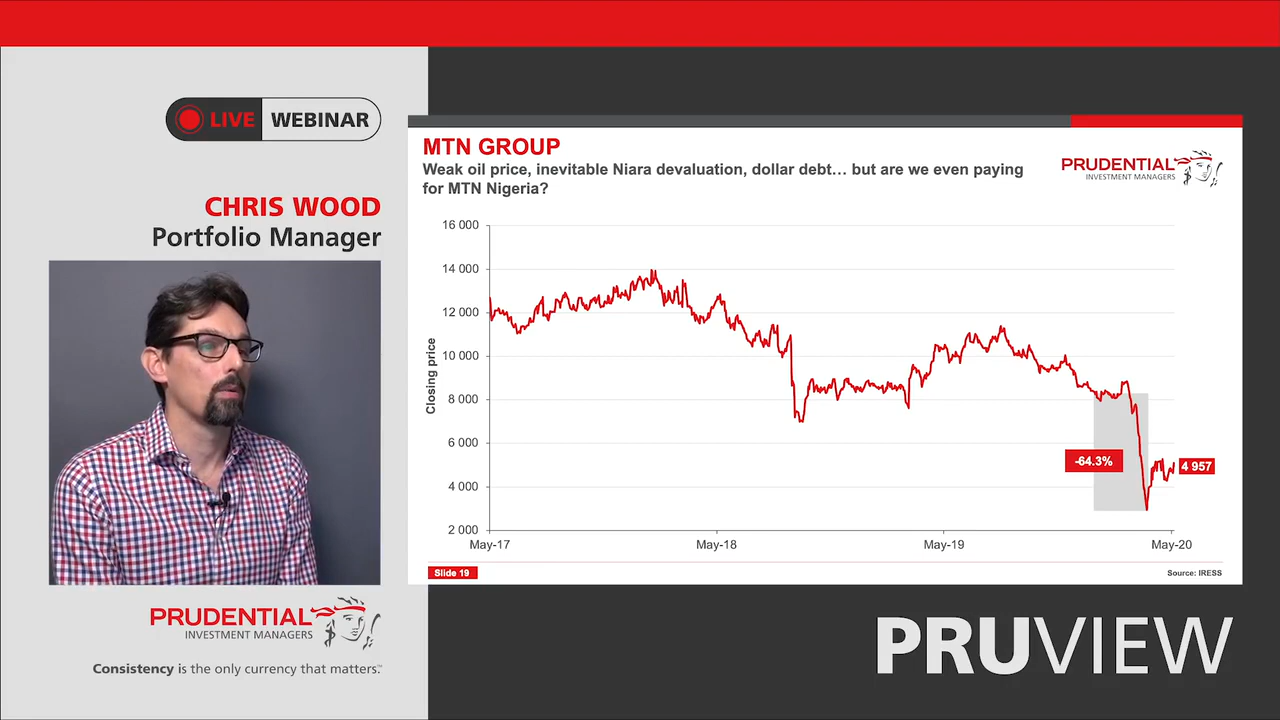 LIVE WEBINAR
CHRIS WOOD
Portfolio Manager
PRUDENTIAL
INVESTMENT MANAGERS
Consistency is the only currency that matters.™
MTN GROUP
Weak oil price, inevitable Niara devaluation, dollar debt... but are we even paying
for MTN Nigeria?
PRUDENTIAL
INVESTMENT MANAGERS
Closing price
16 000
14 000
12 000
10 000
8 000
6 000
4 000
2 000
-64.3%
4 957
May-17 May-18 May-19 May-20
Slide 19
Source: IRESS
PRUVIEW